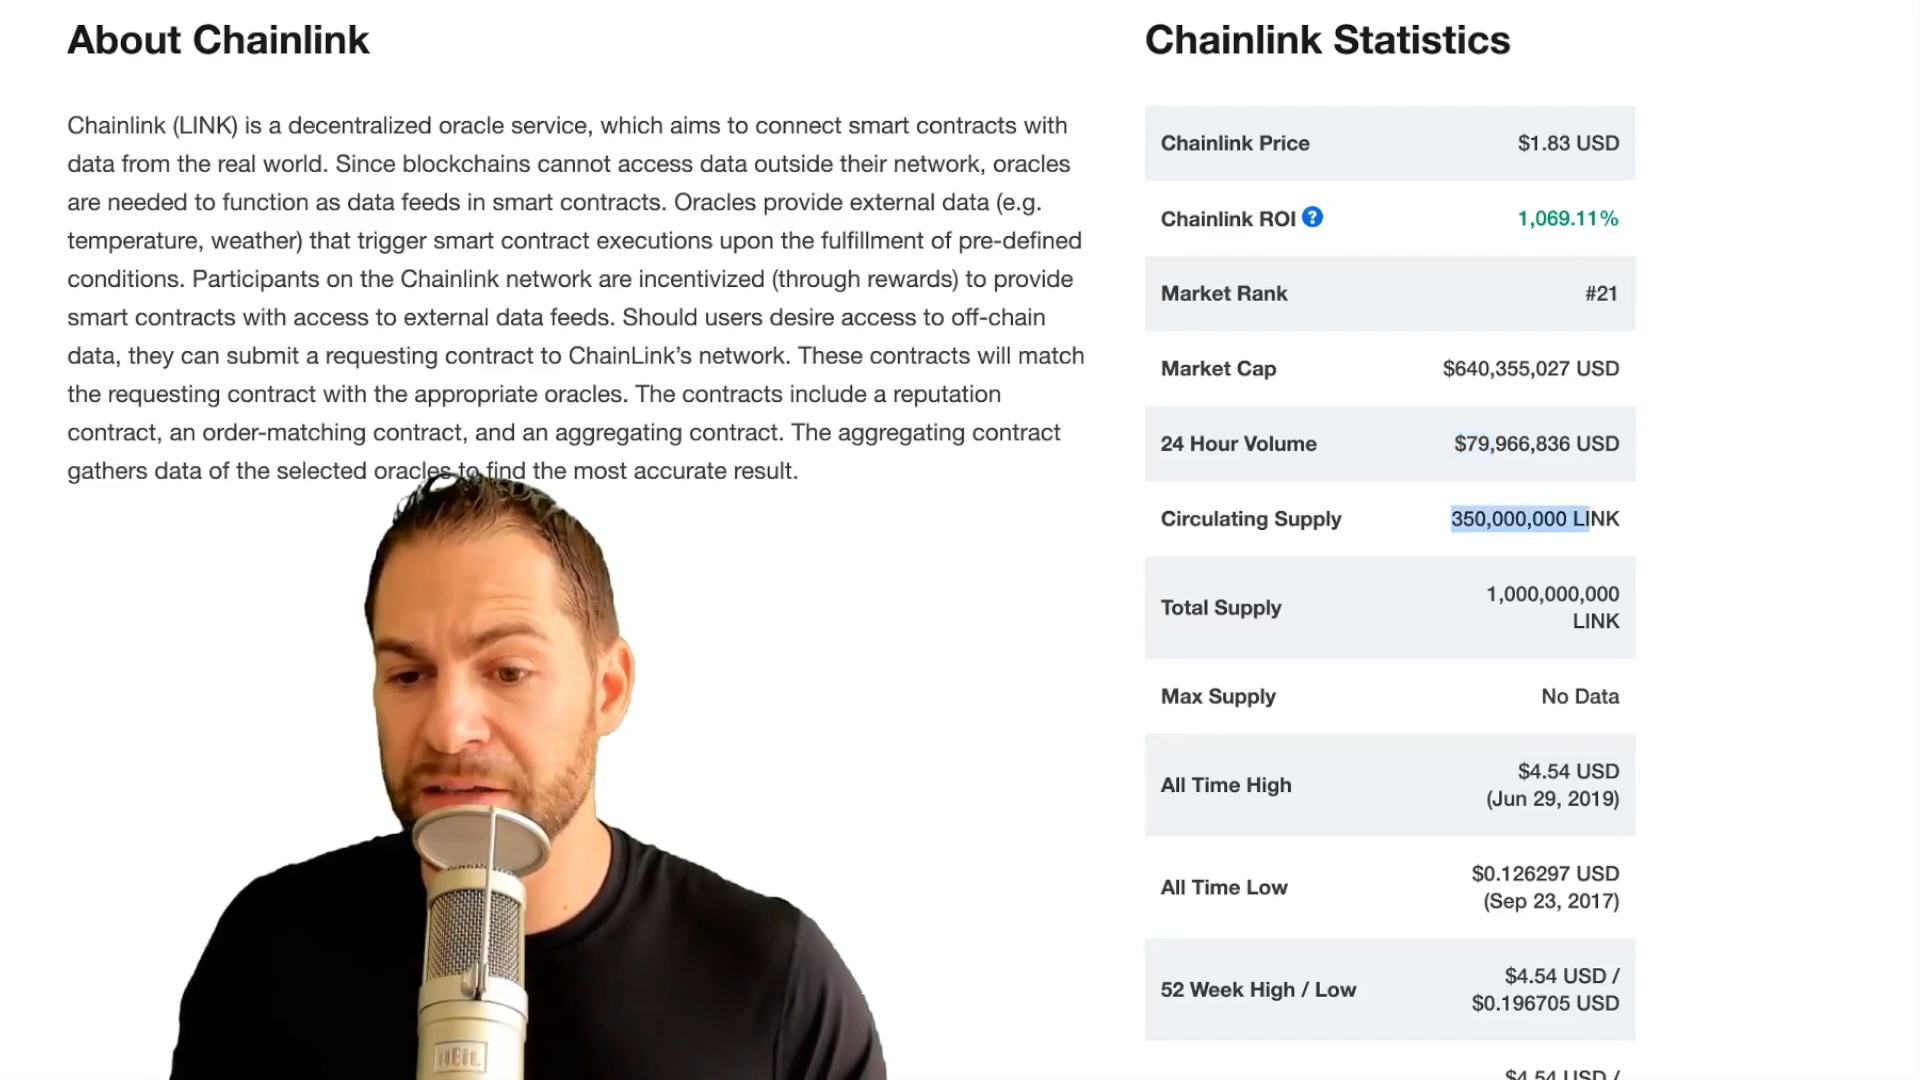 About Chainlink
Chainlink (LINK) is a decentralized oracle service, which aims to connect smart contracts with
data from the real world. Since blockchains cannot access data outside their network, oracles
are needed to function as data feeds in smart contracts. Oracles provide external data (e.g.
temperature, weather) that trigger smart contract executions upon the fulfillment of pre-defined
conditions. Participants on the Chainlink network are incentivized (through rewards) to provide
smart contracts with access to external data feeds. Should users desire access to off-chain
data, they can submit a requesting contract to ChainLink’s network. These contracts will match
the requesting contract with the appropriate oracles. The contracts include a reputation
contract, an order-matching contract, and an aggregating contract. The aggregating contract
gathers data of the selected oracles to find the most accurate result.
Chainlink Statistics
Chainlink Price $1.83 USD
Chainlink ROI ? 1,069.11%
Market Rank #21
Market Cap $640,355,027 USD
24 Hour Volume $79,966,836 USD
Circulating Supply 350,000,000 LINK
Total Supply 1,000,000,000
LINK
Max Supply No Data
All Time High $4.54 USD
(Jun 29, 2019)
All Time Low $0.126297 USD
(Sep 23, 2017)
52 Week High / Low $4.54 USD /
$0.196705 USD
$4.54 USD /
HEIL